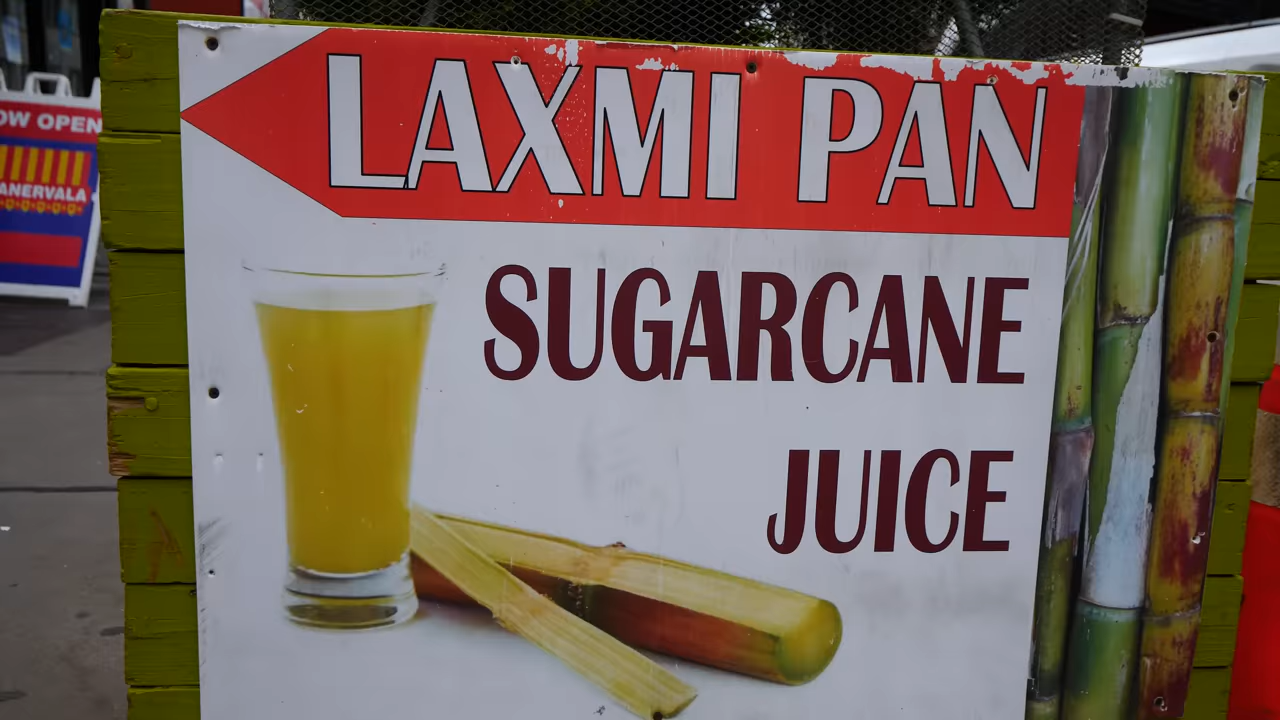 LAXMI PAN
SUGARCANE
JUICE
OW OPEN
ANERVALA